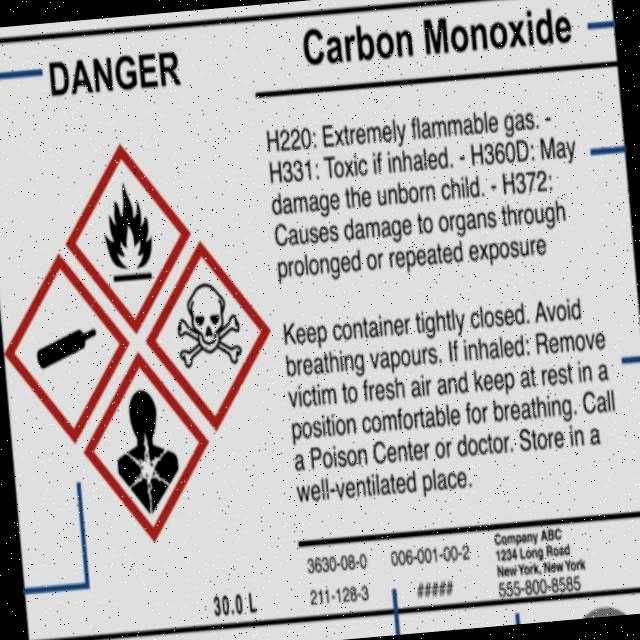 DANGER
Carbon Monoxide
H220: Extremely flammable gas. -
H331: Toxic if inhaled. - H360D: May
damage the unborn child. - H372:
Causes damage to organs through
prolonged or repeated exposure
Keep container tightly closed. Avoid
breathing vapours. If inhaled: Remove
victim to fresh air and keep at rest in a
position comfortable for breathing. Call
a Poison Center or doctor. Store in a
well-ventilated place.
3630-08-0 006-001-00-2
211-128-3 #####
Company ABC
1234 Long Road
New York, New York
555-800-8585
30.0 L